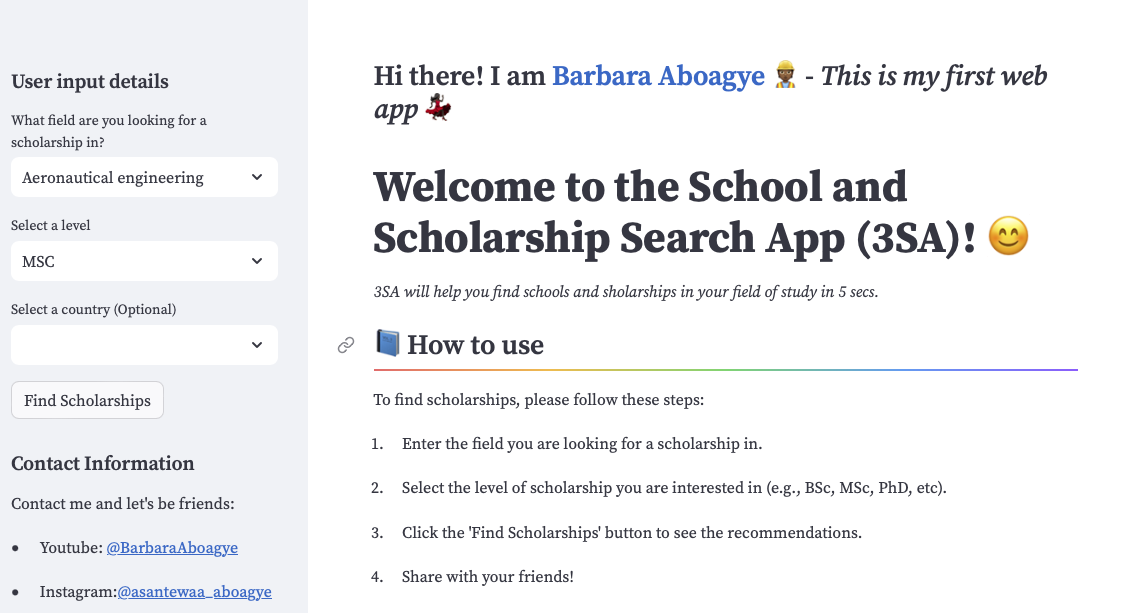 User input details
What field are you looking for a
scholarship in?
Aeronautical engineering
Select a level
MSC
Select a country (Optional)
Find Scholarships
Contact Information
Contact me and let's be friends:
• Youtube: @BarbaraAboagye
• Instagram:@asantewaa_aboagye
Hi there! I am Barbara Aboagye 👷🏾‍♀️ - This is my first web
app 💃🏿
Welcome to the School and
Scholarship Search App (3SA)! 😊
3SA will help you find schools and sholarships in your field of study in 5 secs.
📘 How to use
To find scholarships, please follow these steps:
1. Enter the field you are looking for a scholarship in.
2. Select the level of scholarship you are interested in (e.g., BSc, MSc, PhD, etc).
3. Click the 'Find Scholarships' button to see the recommendations.
4. Share with your friends!